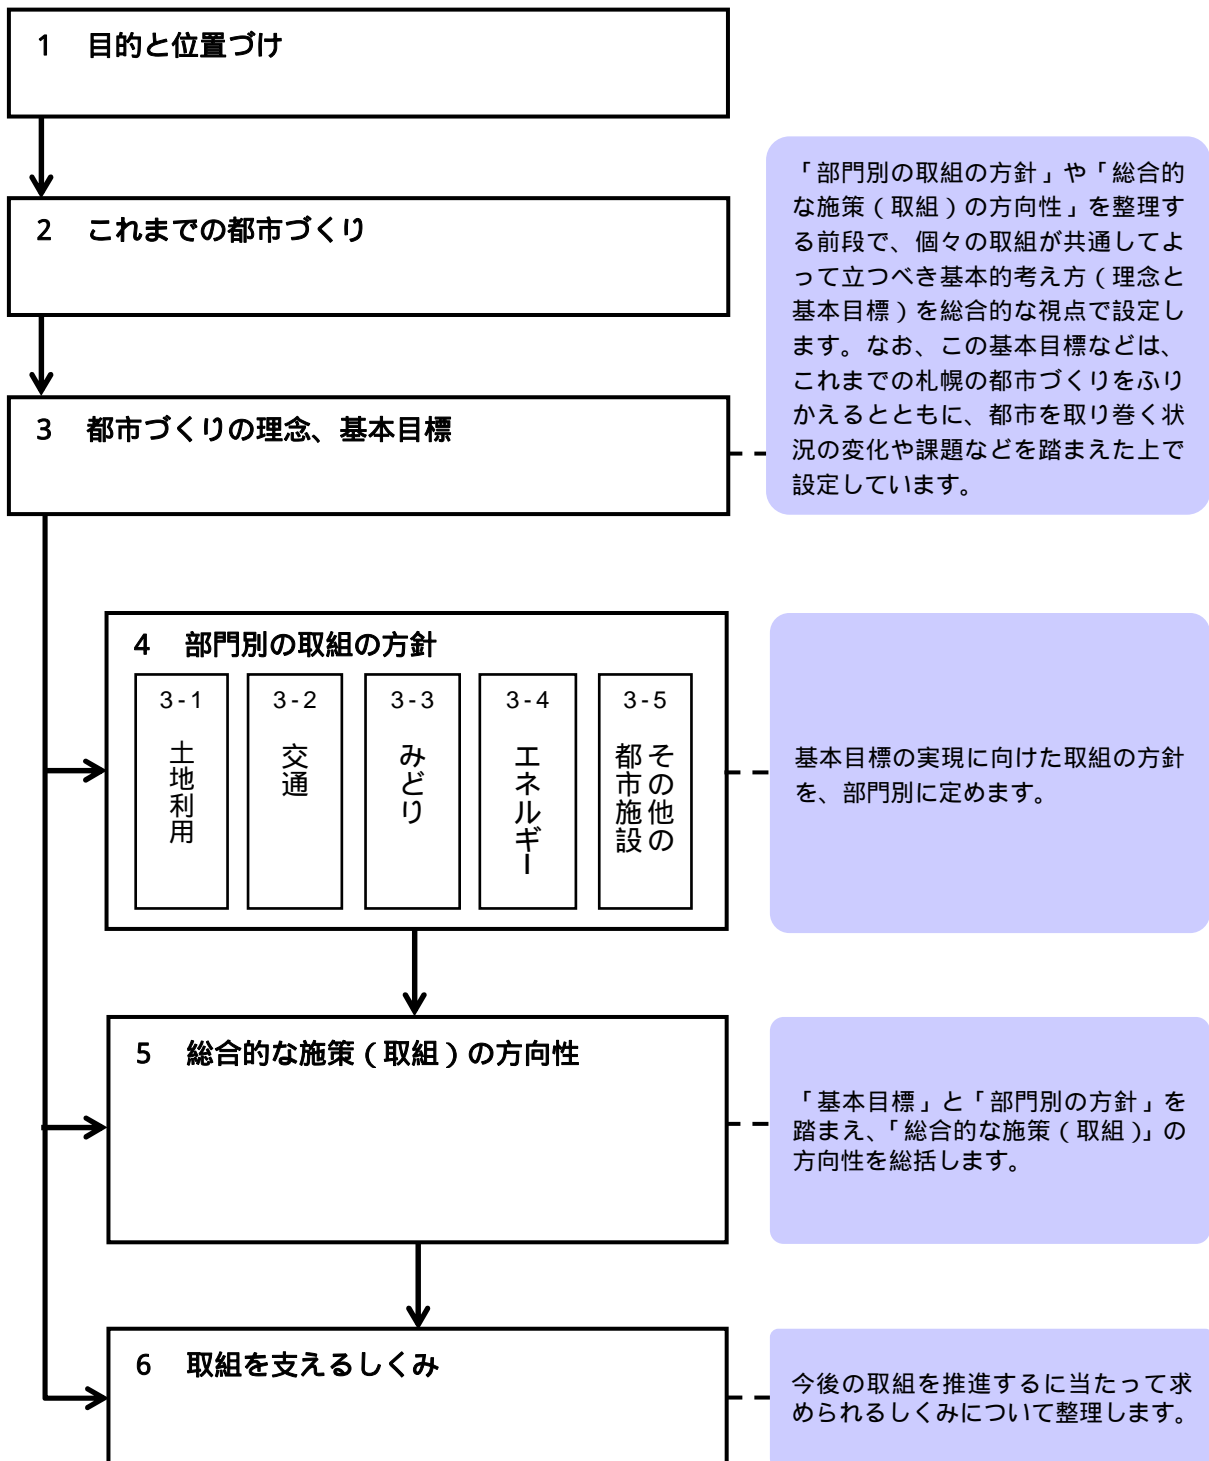 1 目的と位置づけ
2 これまでの都市づくり
「部門別の取組の方針」や「総合的
な施策（取組）の方向性」を整理す
る前段で、個々の取組が共通してよ
って立つべき基本的考え方（理念と
基本目標）を総合的な視点で設定し
ます。なお、この基本目標などは、
これまでの札幌の都市づくりをふり
かえるとともに、都市を取り巻く状
況の変化や課題などを踏まえた上で
設定しています。
3 都市づくりの理念、基本目標
4 部門別の取組の方針
3-1
土地利用
3-2
交通
3-3
みどり
3-4
エネルギー
3-5
その他の
都市施設
基本目標の実現に向けた取組の方針
を、部門別に定めます。
5 総合的な施策（取組）の方向性
「基本目標」と「部門別の方針」を
踏まえ、「総合的な施策（取組）」の
方向性を総括します。
6 取組を支えるしくみ
今後の取組を推進するに当たって求
められるしくみについて整理します。